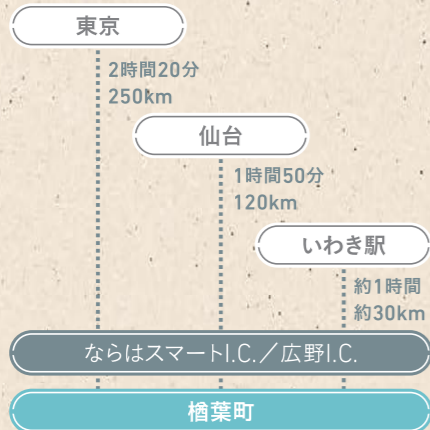 東京
2時間20分
250km
仙台
1時間50分
120km
いわき駅
約1時間
約30km
ならはスマートI.C.／広野I.C.
楢葉町